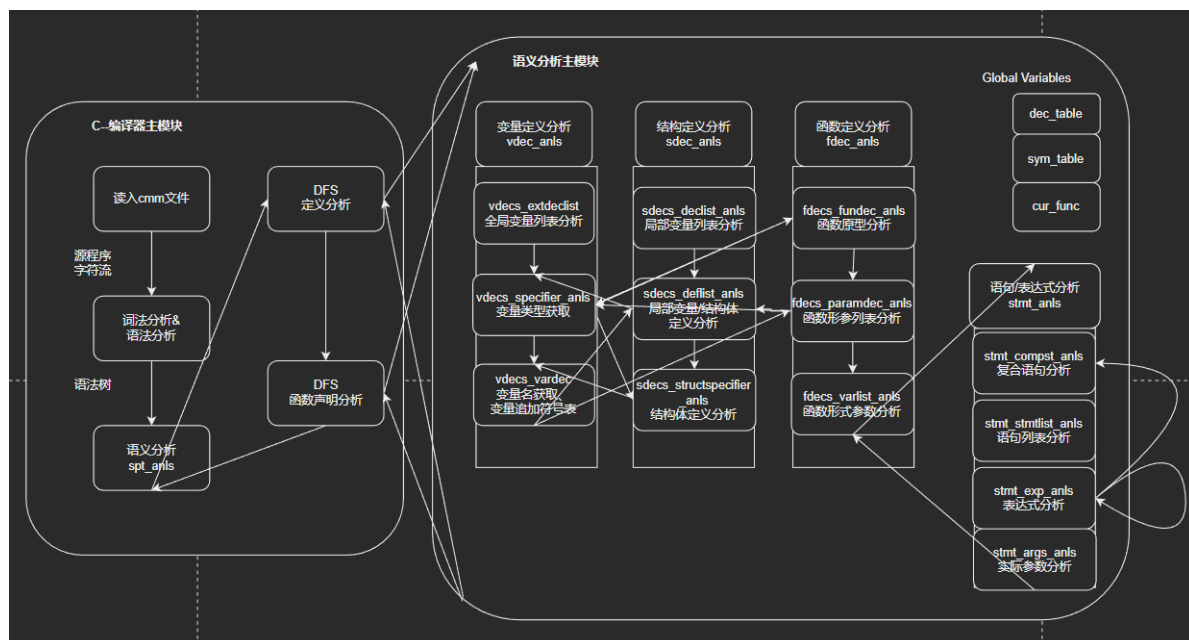 C--编译器主模块
读入cmm文件
源程序
字符流
词法分析&
语法分析
语法树
语义分析
spt_anls
DFS
定义分析
DFS
函数声明分析
语义分析主模块
变量定义分析
vdec_anls
vdecs_extdeclist
全局变量列表分析
vdecs_specifier_anls
变量类型获取
vdecs_vardec
变量名获取
变量追加符号表
结构定义分析
sdec_anls
sdecs_declist_anls
局部变量列表分析
sdecs_deflist_anls
局部变量/结构体
定义分析
sdecs_structspecifier
_anls
结构体定义分析
函数定义分析
fdec_anls
fdecs_fundec_anls
函数原型分析
fdecs_paramdec_anls
函数形参列表分析
fdecs_varlist_anls
函数形式参数分析
Global Variables
dec_table
sym_table
cur_func
语句/表达式分析
stmt_anls
stmt_compst_anls
复合语句分析
stmt_stmtlist_anls
语句列表分析
stmt_exp_anls
表达式分析
stmt_args_anls
实际参数分析